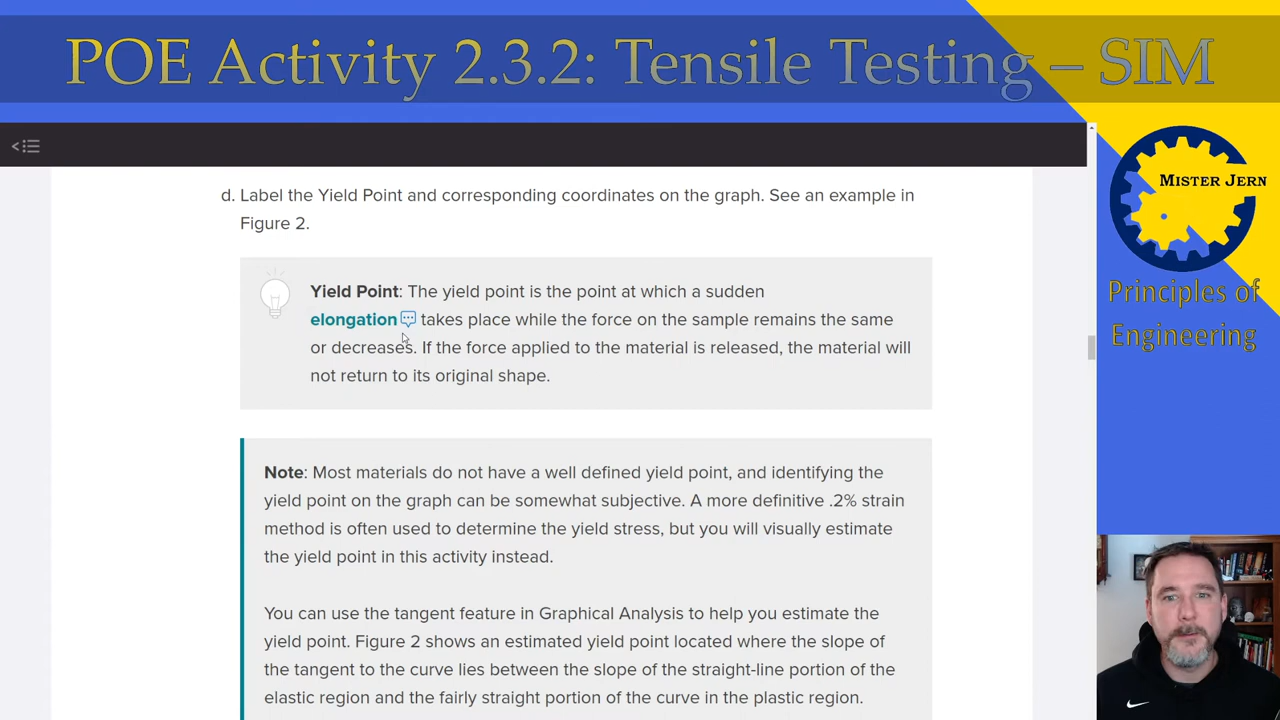 POE Activity 2.3.2: Tensile Testing – SIM
MISTER JERN
Principles of
Engineering
d. Label the Yield Point and corresponding coordinates on the graph. See an example in
Figure 2.
Yield Point: The yield point is the point at which a sudden
elongation takes place while the force on the sample remains the same
or decreases. If the force applied to the material is released, the material will
not return to its original shape.
Note: Most materials do not have a well defined yield point, and identifying the
yield point on the graph can be somewhat subjective. A more definitive .2% strain
method is often used to determine the yield stress, but you will visually estimate
the yield point in this activity instead.
You can use the tangent feature in Graphical Analysis to help you estimate the
yield point. Figure 2 shows an estimated yield point located where the slope of
the tangent to the curve lies between the slope of the straight-line portion of the
elastic region and the fairly straight portion of the curve in the plastic region.